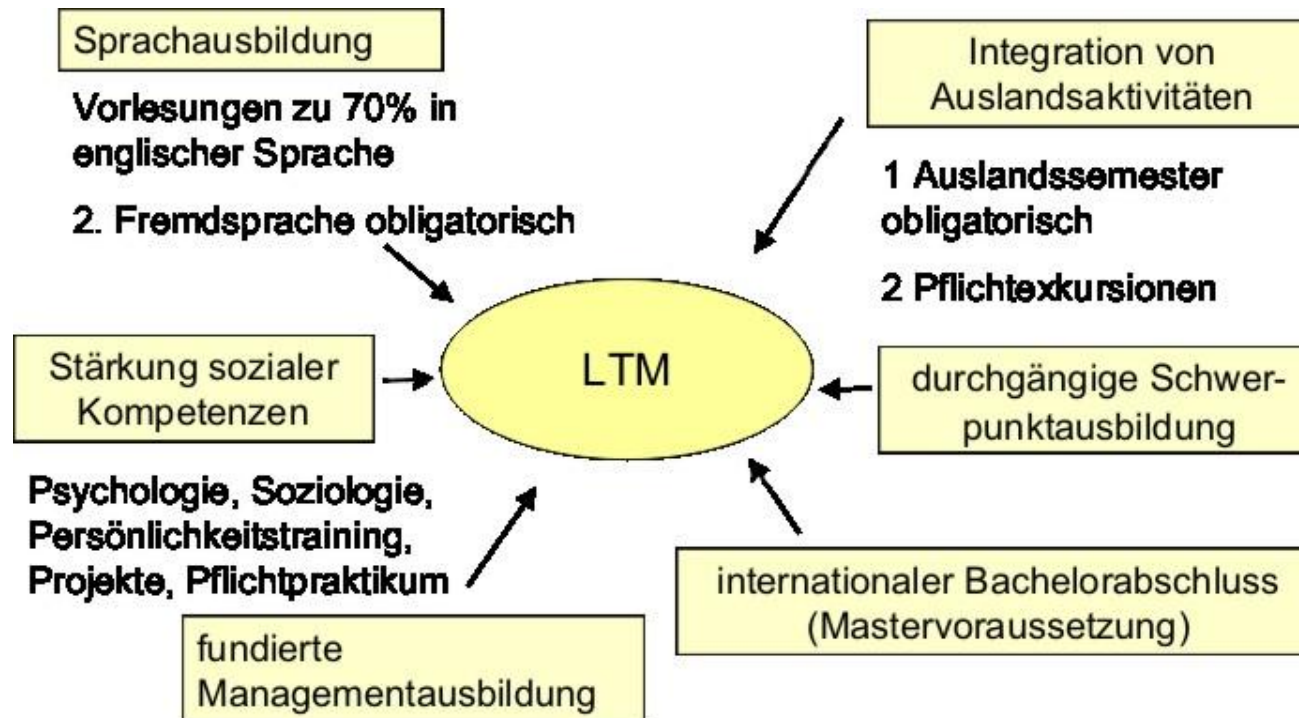 Sprachausbildung
Vorlesungen zu 70% in
englischer Sprache
2. Fremdsprache obligatorisch
Integration von
Auslandsaktivitäten
1 Auslandssemester
obligatorisch
2 Pflichtexkursionen
LTM
Stärkung sozialer
Kompetenzen
durchgängige Schwer-
punktausbildung
Psychologie, Soziologie,
Persönlichkeitstraining,
Projekte, Pflichtpraktikum
internationaler Bachelorabschluss
(Mastervoraussetzung)
fundierte
Managementausbildung